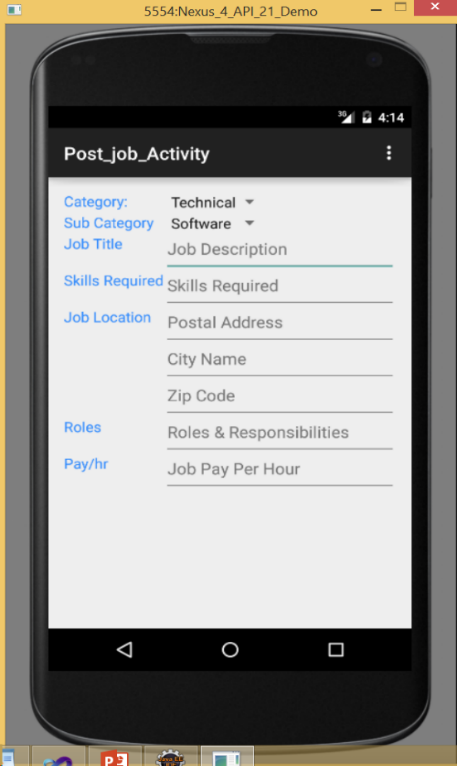 5554:Nexus_4_API_21_Demo
3G 4:14
Post_job_Activity
Category: Technical
Sub Category Software
Job Title Job Description
Skills Required Skills Required
Job Location Postal Address
City Name
Zip Code
Roles Roles & Responsibilities
Pay/hr Job Pay Per Hour